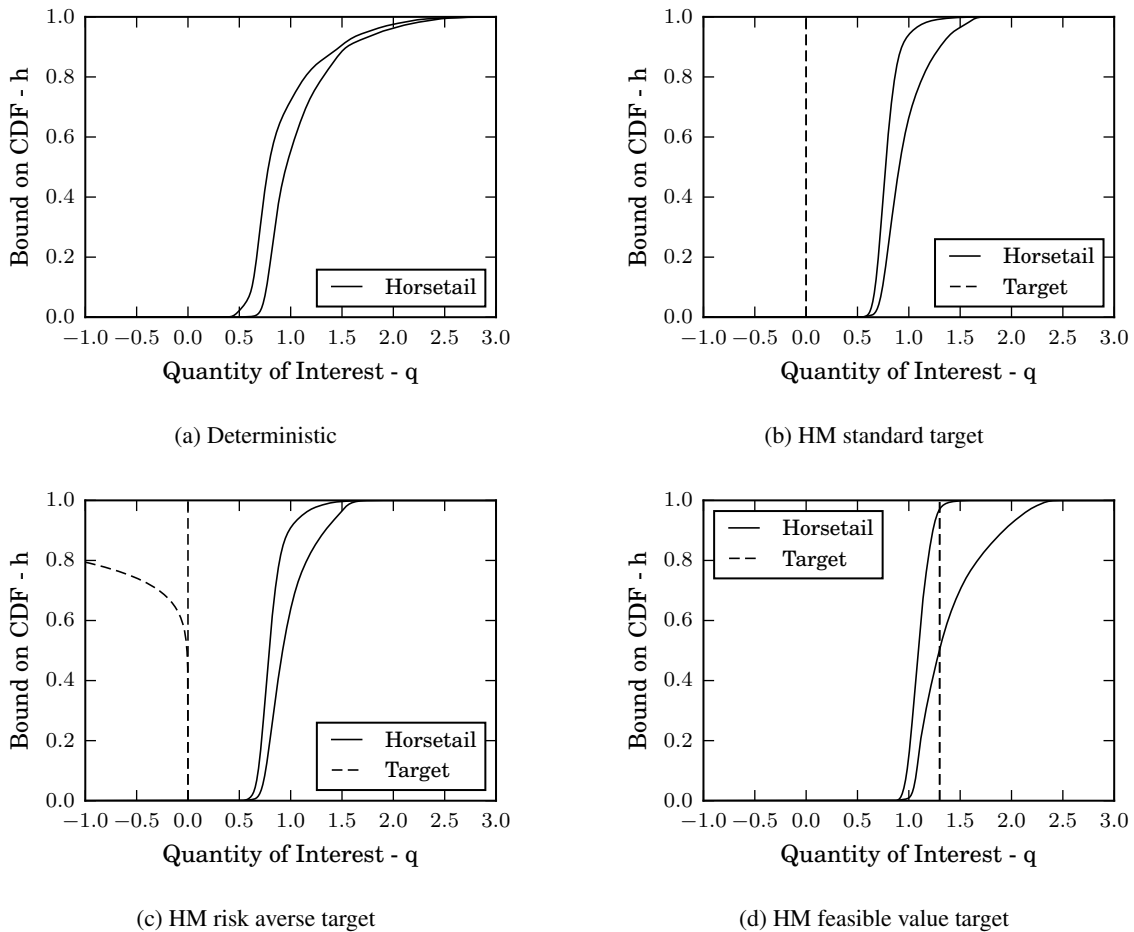 1.0
0.8
0.6
0.4
0.2
0.0
Bound on CDF - h
Horsetail
−1.0 −0.5 0.0 0.5 1.0 1.5 2.0 2.5 3.0
Quantity of Interest - q
(a) Deterministic
1.0
0.8
0.6
0.4
0.2
0.0
Bound on CDF - h
Horsetail
Target
−1.0 −0.5 0.0 0.5 1.0 1.5 2.0 2.5 3.0
Quantity of Interest - q
(b) HM standard target
1.0
0.8
0.6
0.4
0.2
0.0
Bound on CDF - h
Horsetail
Target
−1.0 −0.5 0.0 0.5 1.0 1.5 2.0 2.5 3.0
Quantity of Interest - q
(c) HM risk averse target
1.0
0.8
0.6
0.4
0.2
0.0
Bound on CDF - h
Horsetail
Target
−1.0 −0.5 0.0 0.5 1.0 1.5 2.0 2.5 3.0
Quantity of Interest - q
(d) HM feasible value target